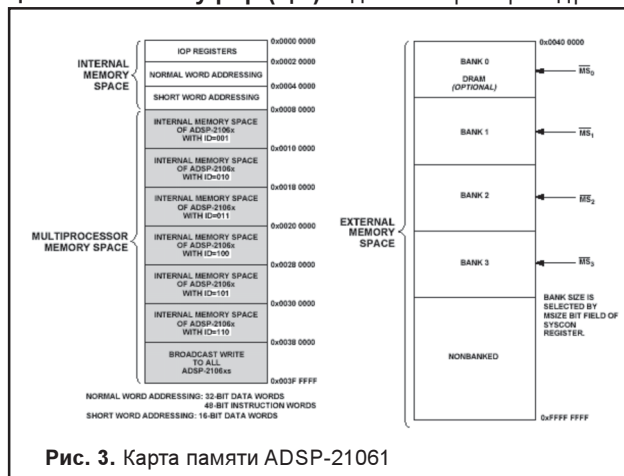 0x0000 0000
IOP REGISTERS
0x0002 0000
INTERNAL
MEMORY
SPACE
NORMAL WORD ADDRESSING
0x0004 0000
SHORT WORD ADDRESSING
0x0008 0000
INTERNAL MEMORY SPACE
OF ADSP-2106x
WITH ID=001
0x0010 0000
INTERNAL MEMORY SPACE
OF ADSP-2106x
WITH ID=010
0x0018 0000
INTERNAL MEMORY SPACE
OF ADSP-2106x
WITH ID=011
0x0020 0000
MULTIPROCESSOR
MEMORY SPACE
INTERNAL MEMORY SPACE
OF ADSP-2106x
WITH ID=100
0x0028 0000
INTERNAL MEMORY SPACE
OF ADSP-2106x
WITH ID=101
0x0030 0000
INTERNAL MEMORY SPACE
OF ADSP-2106x
WITH ID=110
0x0038 0000
BROADCAST WRITE
TO ALL
ADSP-2106xs
0x003F FFFF
NORMAL WORD ADDRESSING: 32-BIT DATA WORDS
48-BIT INSTRUCTION WORDS
SHORT WORD ADDRESSING: 16-BIT DATA WORDS
0x0040 0000
BANK 0
DRAM
(OPTIONAL)
MS0
BANK 1
MS1
BANK 2
MS2
EXTERNAL
MEMORY
SPACE
BANK 3
MS3
BANK SIZE IS
SELECTED BY
MSIZE BIT FIELD OF
SYSCON
REGISTER.
NONBANKED
0xFFFF FFFF
Рис. 3. Карта памяти ADSP-21061